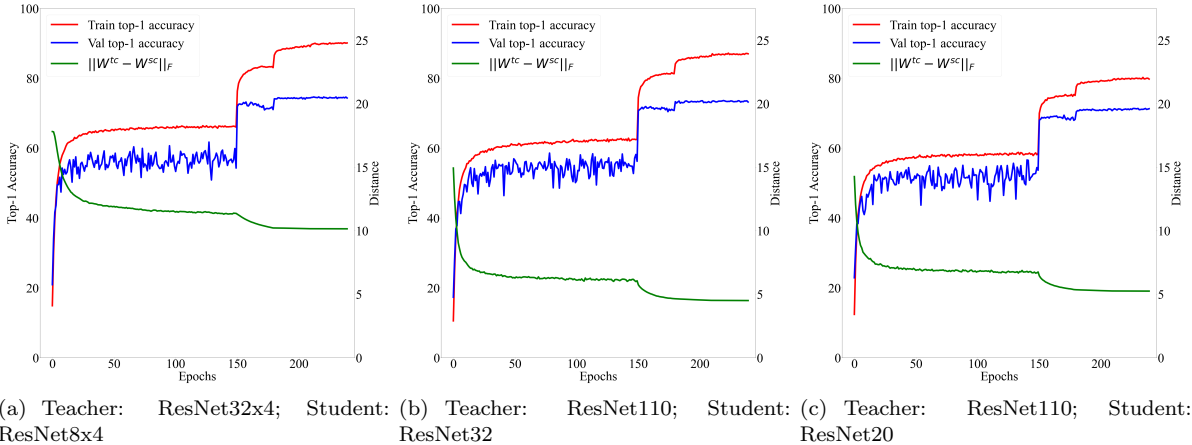 100
80
60
40
20
0
Top-1 Accuracy
Train top-1 accuracy
Val top-1 accuracy
||W^{tc} − W^{sc}||_F
25
20
15
10
5
0
Distance
0 50 100 150 200
Epochs
(a) Teacher: ResNet32x4; Student:
ResNet8x4
100
80
60
40
20
0
Top-1 Accuracy
Train top-1 accuracy
Val top-1 accuracy
||W^{tc} − W^{sc}||_F
25
20
15
10
5
0
Distance
0 50 100 150 200
Epochs
(b) Teacher: ResNet110; Student:
ResNet32
100
80
60
40
20
0
Top-1 Accuracy
Train top-1 accuracy
Val top-1 accuracy
||W^{tc} − W^{sc}||_F
25
20
15
10
5
0
Distance
0 50 100 150 200
Epochs
(c) Teacher: ResNet110; Student:
ResNet20